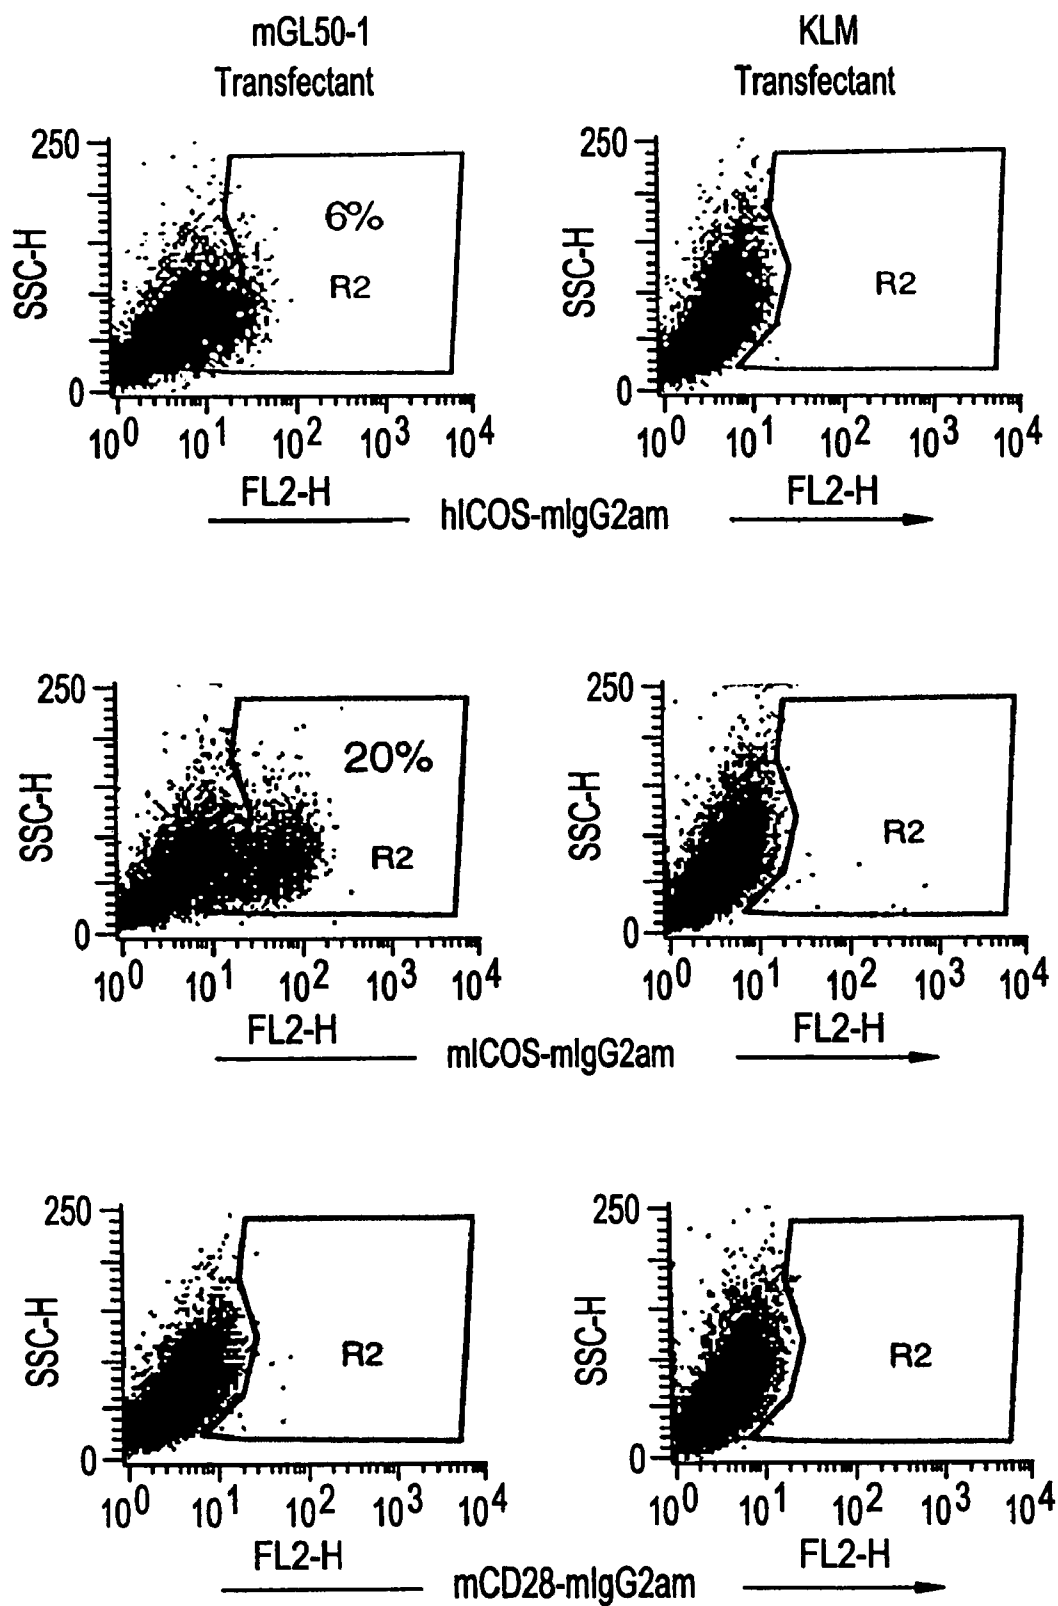 mGL50-1
Transfectant
KLM
Transfectant
250
SSC-H
0
6%
R2
10^0 10^1 10^2 10^3 10^4
FL2-H
250
SSC-H
0
R2
10^0 10^1 10^2 10^3 10^4
FL2-H
hICOS-mIgG2am
250
SSC-H
0
20%
R2
10^0 10^1 10^2 10^3 10^4
FL2-H
250
SSC-H
0
R2
10^0 10^1 10^2 10^3 10^4
FL2-H
mICOS-mIgG2am
250
SSC-H
0
R2
10^0 10^1 10^2 10^3 10^4
FL2-H
250
SSC-H
0
R2
10^0 10^1 10^2 10^3 10^4
FL2-H
mCD28-mIgG2am